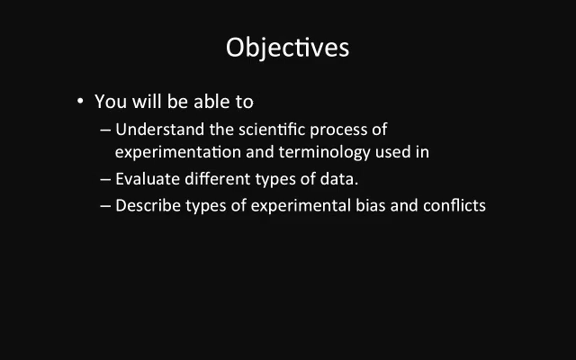 Objectives
• You will be able to
– Understand the scientific process of
experimentation and terminology used in
– Evaluate different types of data.
– Describe types of experimental bias and conflicts